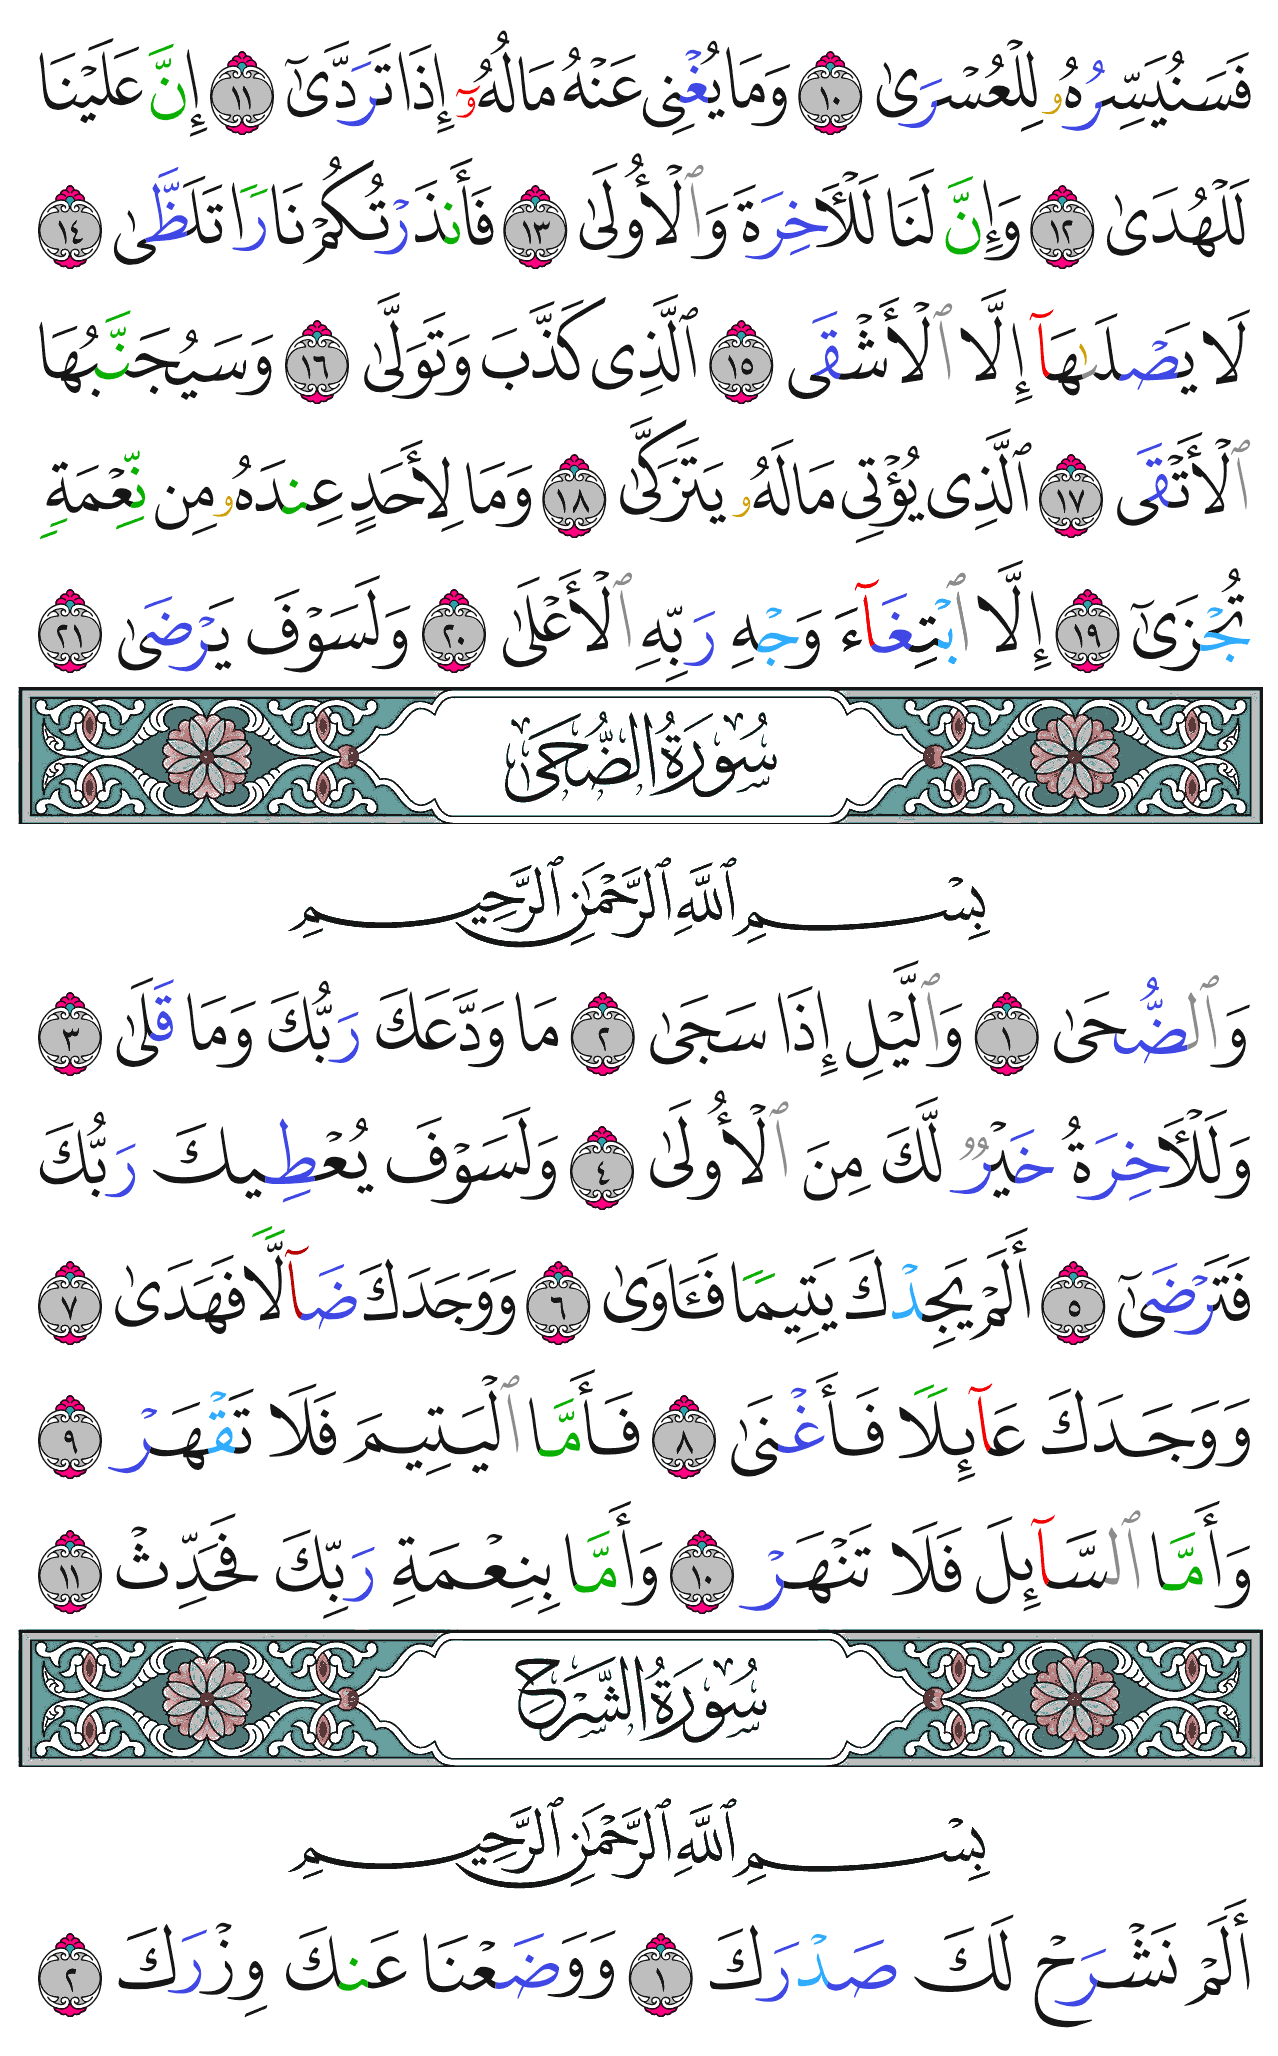 فَسَنُيَسِّرُهُۥ لِلْعُسْرَىٰ ١٠ وَمَا يُغْنِى عَنْهُ مَالُهُۥٓ إِذَا تَرَدَّىٰٓ ١١ إِنَّ عَلَيْنَا
لَلْهُدَىٰ ١٢ وَإِنَّ لَنَا لَلْـَٔاخِرَةَ وَٱلْأُولَىٰ ١٣ فَأَنذَرْتُكُمْ نَارًا تَلَظَّىٰ ١٤
لَا يَصْلَىٰهَآ إِلَّا ٱلْأَشْقَى ١٥ ٱلَّذِى كَذَّبَ وَتَوَلَّىٰ ١٦ وَسَيُجَنَّبُهَا
ٱلْأَتْقَى ١٧ ٱلَّذِى يُؤْتِى مَالَهُۥ يَتَزَكَّىٰ ١٨ وَمَا لِأَحَدٍ عِندَهُۥ مِن نِّعْمَةٍ
تُجْزَىٰٓ ١٩ إِلَّا ٱبْتِغَآءَ وَجْهِ رَبِّهِ ٱلْأَعْلَىٰ ٢٠ وَلَسَوْفَ يَرْضَىٰ ٢١
سُورَةُ الضُّحَىٰ
بِسْمِ ٱللَّهِ ٱلرَّحْمَٰنِ ٱلرَّحِيمِ
وَٱلضُّحَىٰ ١ وَٱلَّيْلِ إِذَا سَجَىٰ ٢ مَا وَدَّعَكَ رَبُّكَ وَمَا قَلَىٰ ٣
وَلَلْـَٔاخِرَةُ خَيْرٌ لَّكَ مِنَ ٱلْأُولَىٰ ٤ وَلَسَوْفَ يُعْطِيكَ رَبُّكَ
فَتَرْضَىٰٓ ٥ أَلَمْ يَجِدْكَ يَتِيمًا فَـَٔاوَىٰ ٦ وَوَجَدَكَ ضَآلًّا فَهَدَىٰ ٧
وَوَجَدَكَ عَآئِلًا فَأَغْنَىٰ ٨ فَأَمَّا ٱلْيَتِيمَ فَلَا تَقْهَرْ ٩
وَأَمَّا ٱلسَّآئِلَ فَلَا تَنْهَرْ ١٠ وَأَمَّا بِنِعْمَةِ رَبِّكَ فَحَدِّثْ ١١
سُورَةُ الشَّرْحِ
بِسْمِ ٱللَّهِ ٱلرَّحْمَٰنِ ٱلرَّحِيمِ
أَلَمْ نَشْرَحْ لَكَ صَدْرَكَ ١ وَوَضَعْنَا عَنكَ وِزْرَكَ ٢